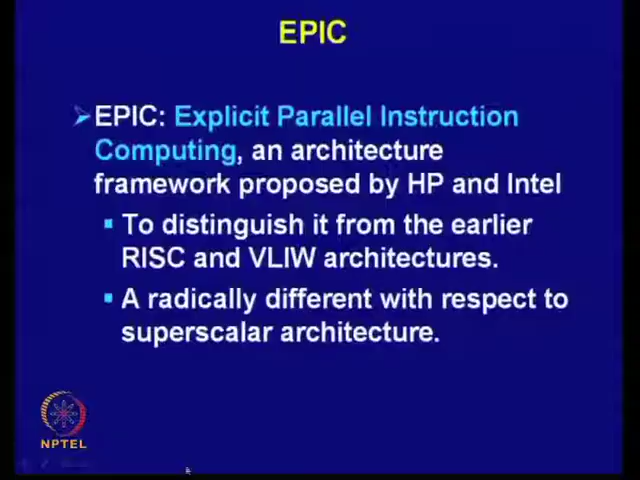 EPIC
EPIC: Explicit Parallel Instruction
Computing, an architecture
framework proposed by HP and Intel
To distinguish it from the earlier
RISC and VLIW architectures.
A radically different with respect to
superscalar architecture.
NPTEL